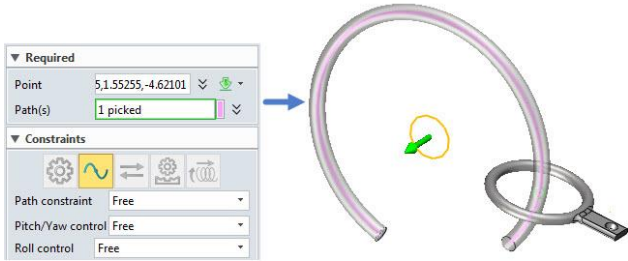 Required
Point 5,1.55255,-4.62101
Path(s) 1 picked
Constraints
Path constraint Free
Pitch/Yaw control Free
Roll control Free